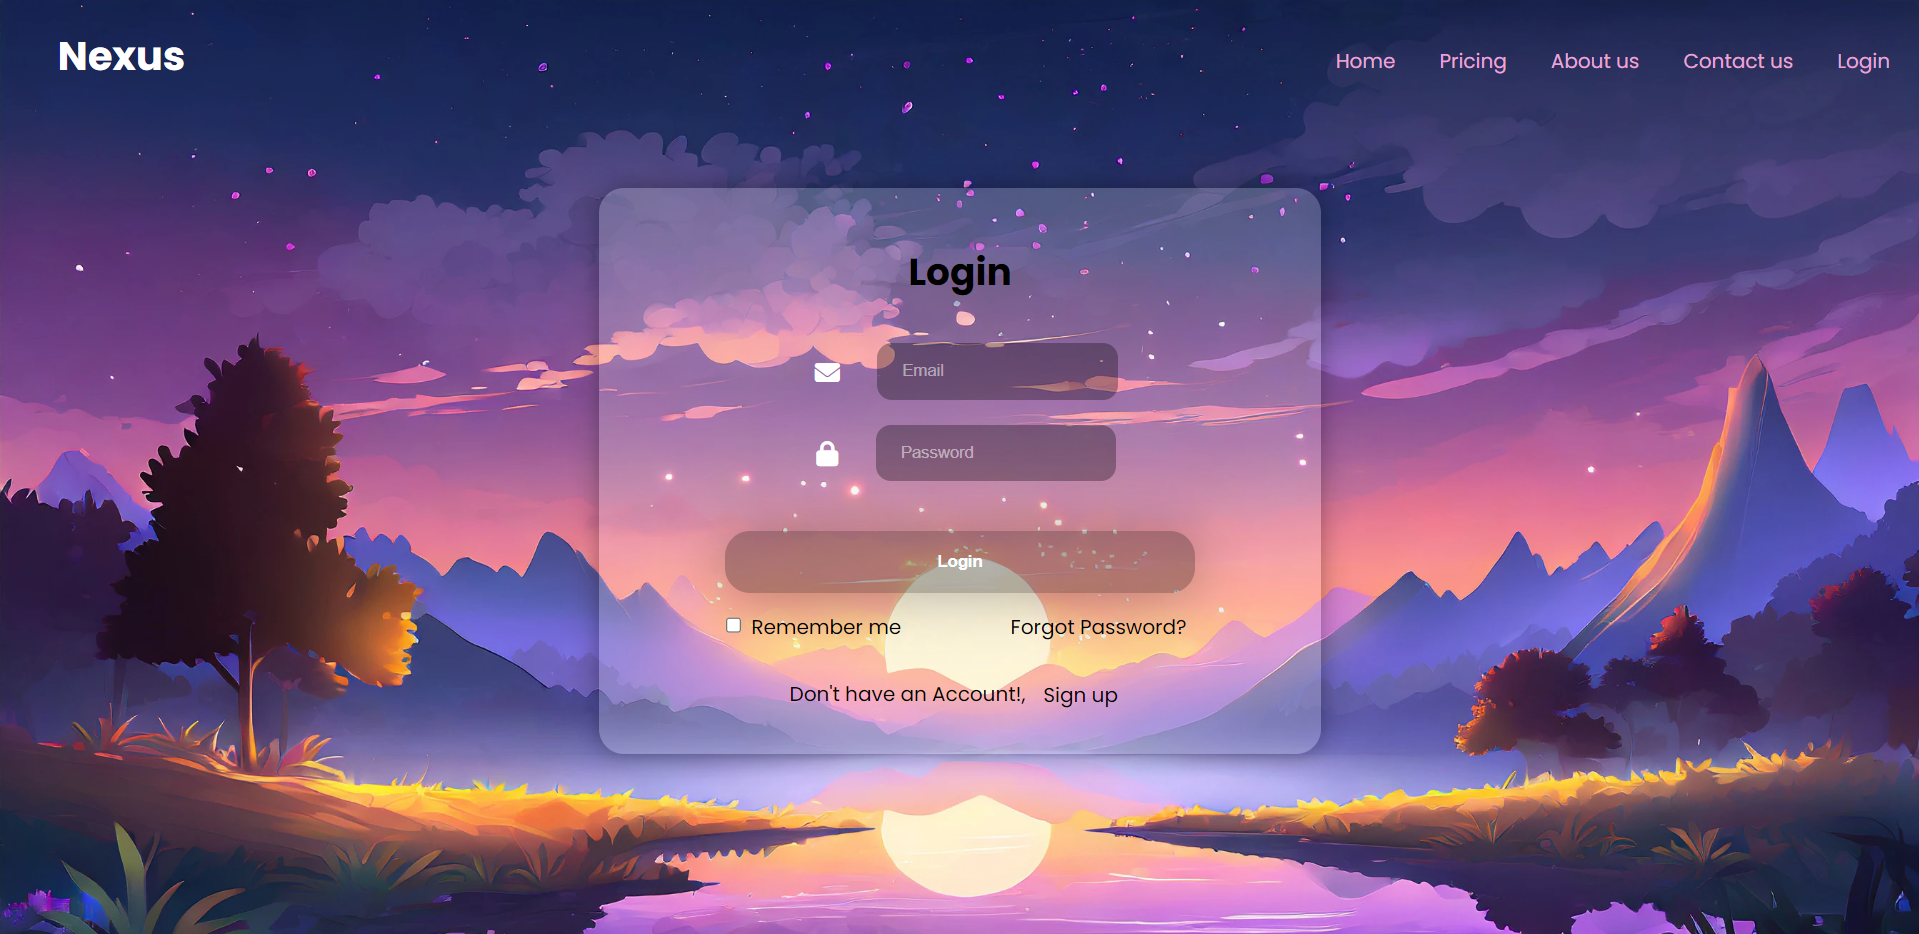 Nexus
Home Pricing About us Contact us Login
Login
Email
Password
Login
Remember me Forgot Password?
Don't have an Account!, Sign up